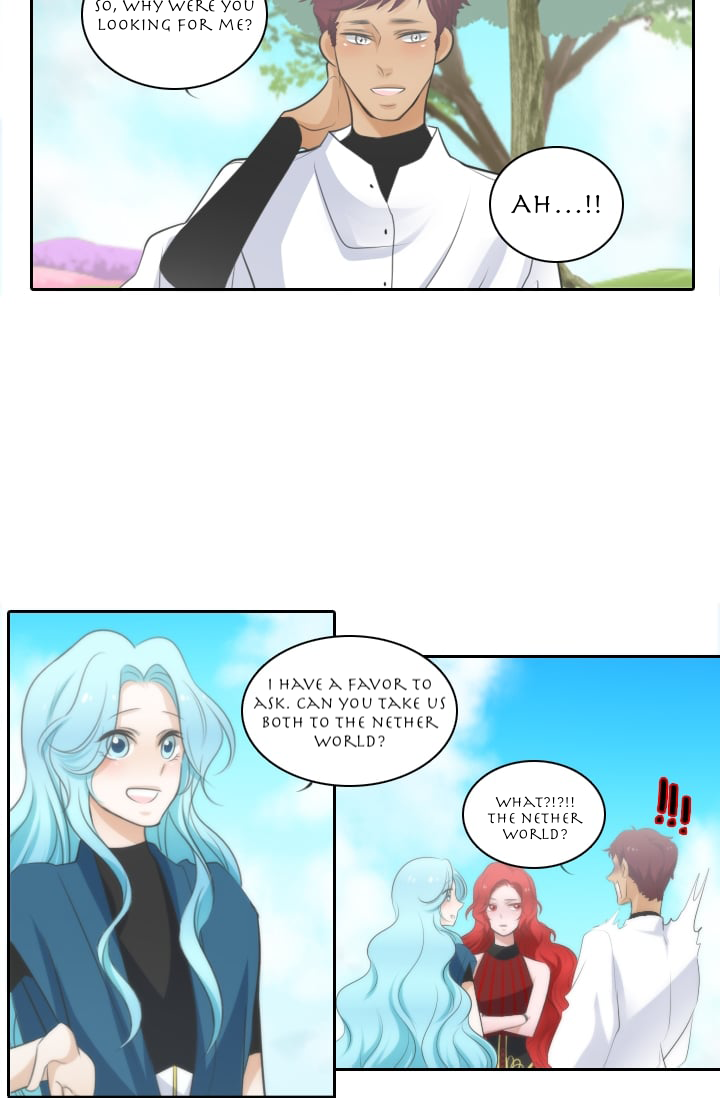 SO, WHY WERE YOU
LOOKING FOR ME?
AH...!!
I HAVE A FAVOR TO
ASK. CAN YOU TAKE US
BOTH TO THE NETHER
WORLD?
WHAT?!?!!
THE NETHER
WORLD?
!!!